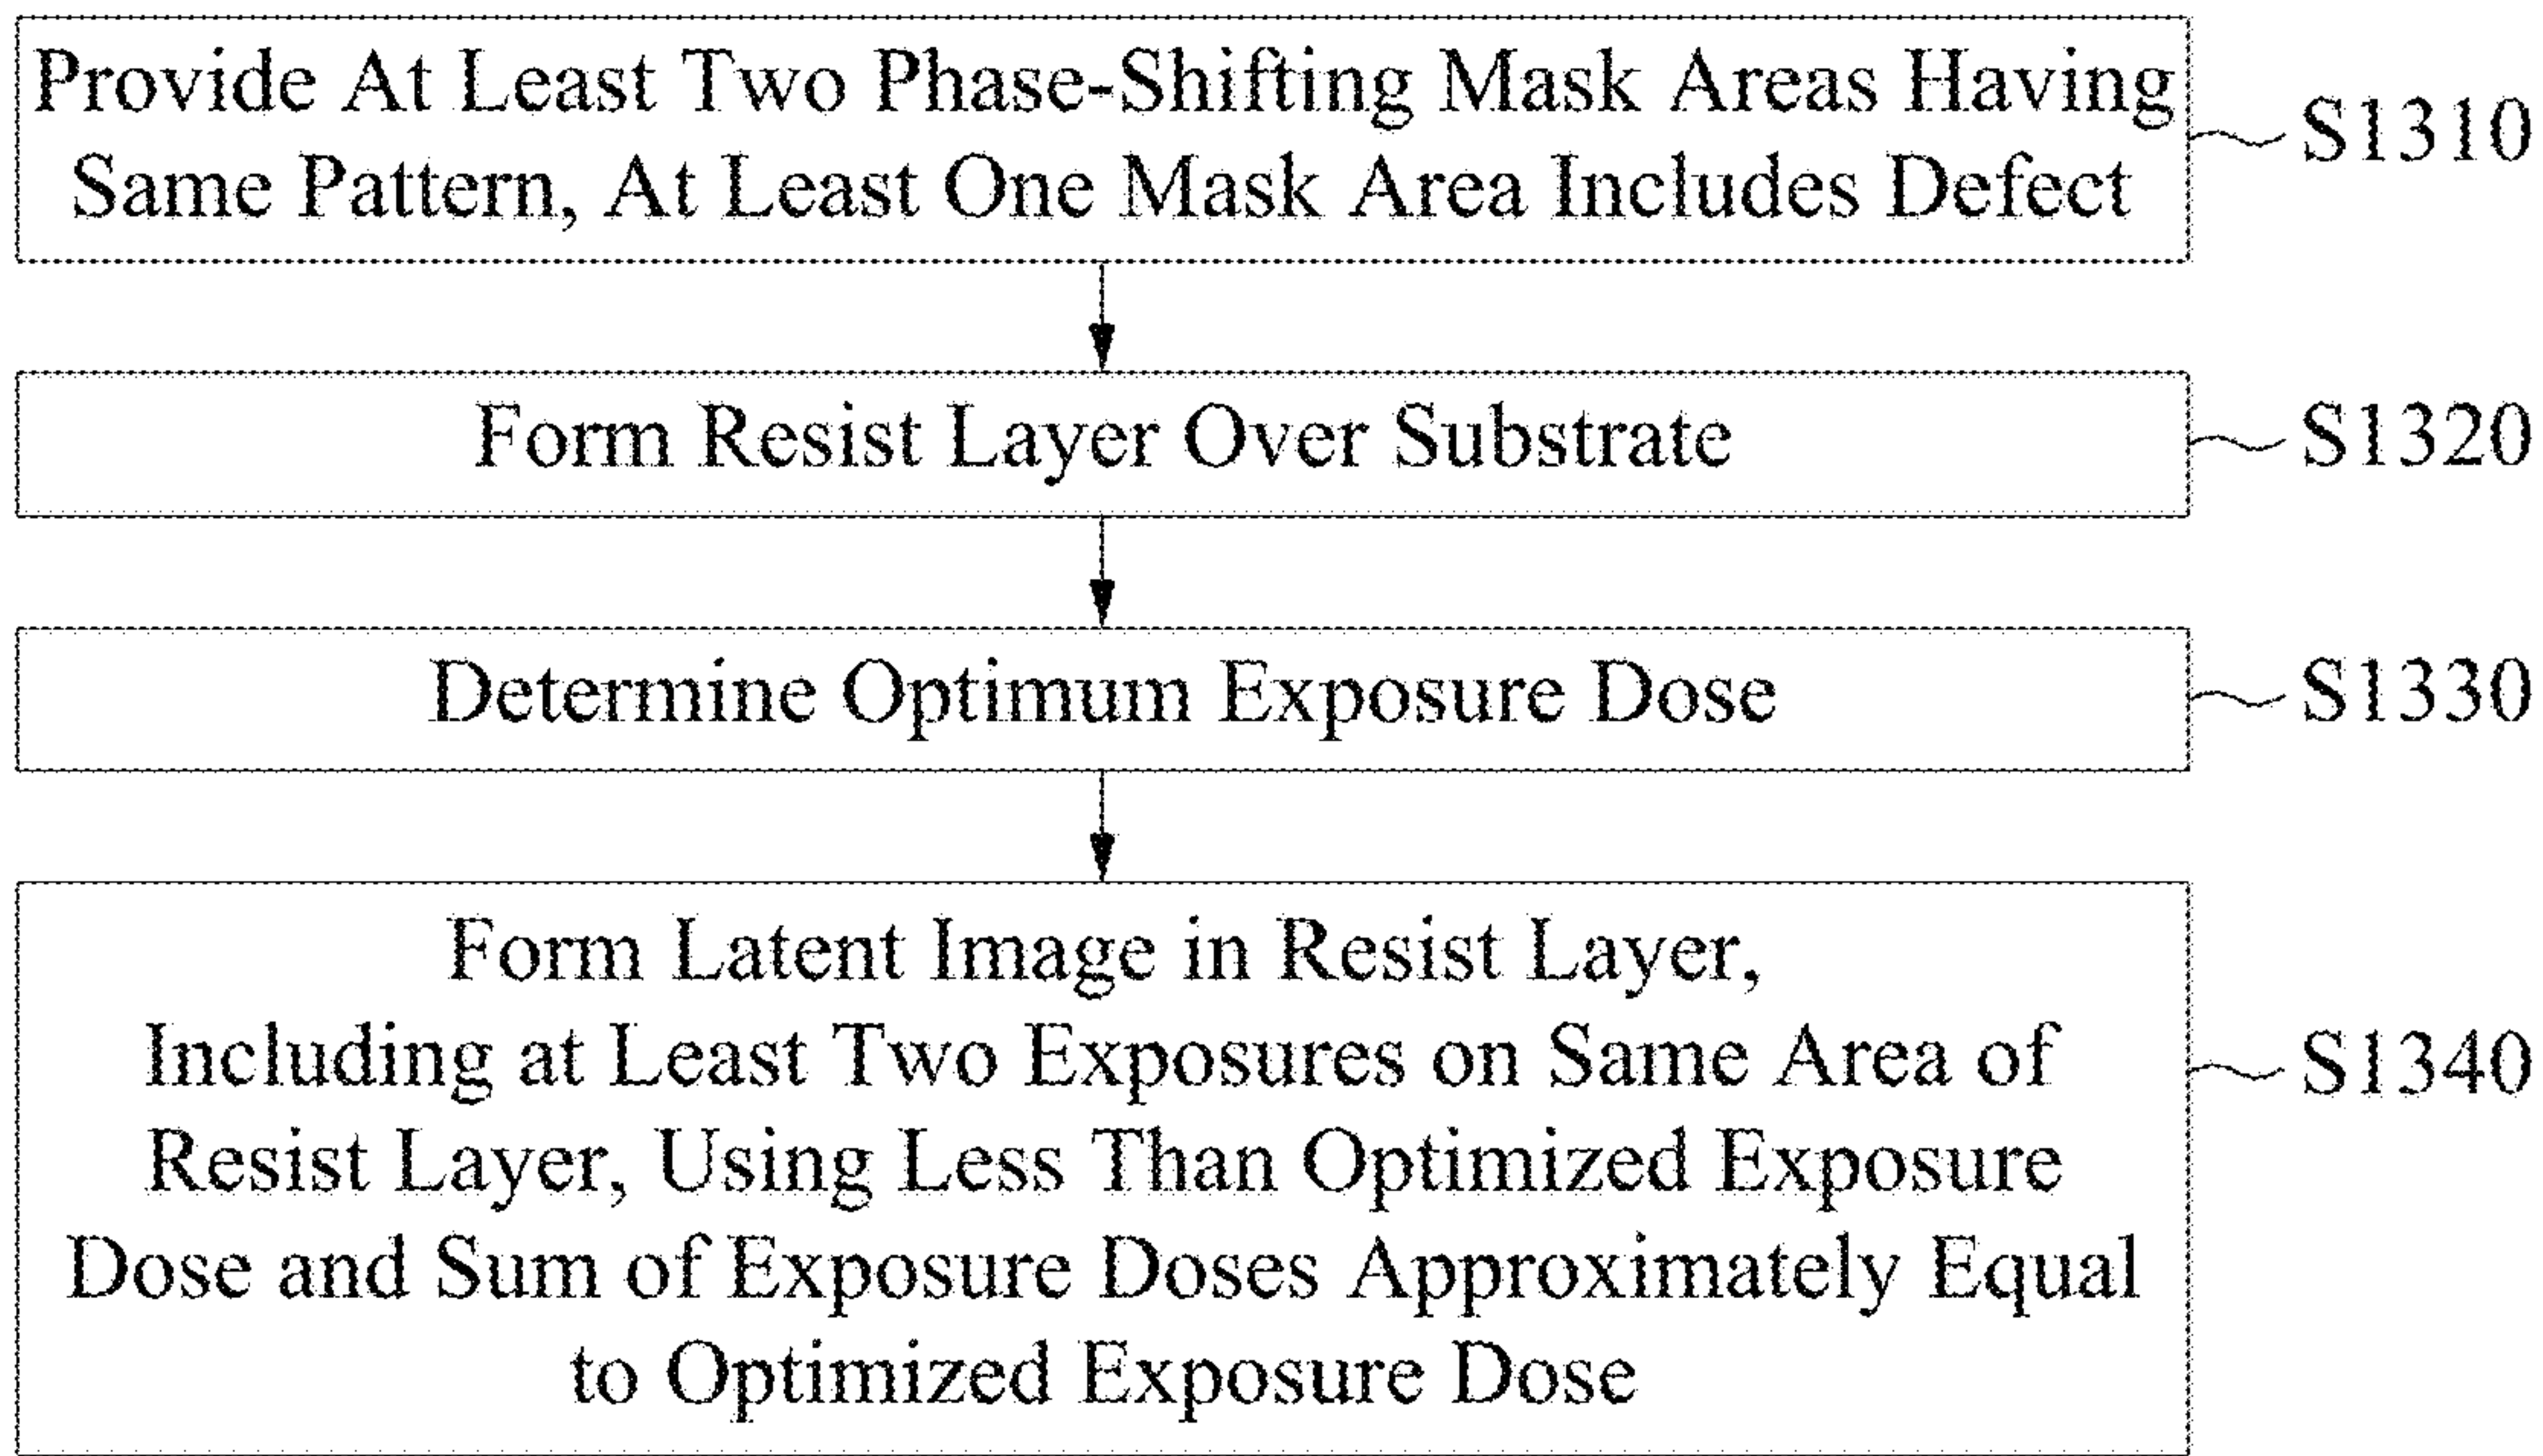 Provide At Least Two Phase-Shifting Mask Areas Having
Same Pattern, At Least One Mask Area Includes Defect
S1310
Form Resist Layer Over Substrate
S1320
Determine Optimum Exposure Dose
S1330
Form Latent Image in Resist Layer,
Including at Least Two Exposures on Same Area of
Resist Layer, Using Less Than Optimized Exposure
Dose and Sum of Exposure Doses Approximately Equal
to Optimized Exposure Dose
S1340